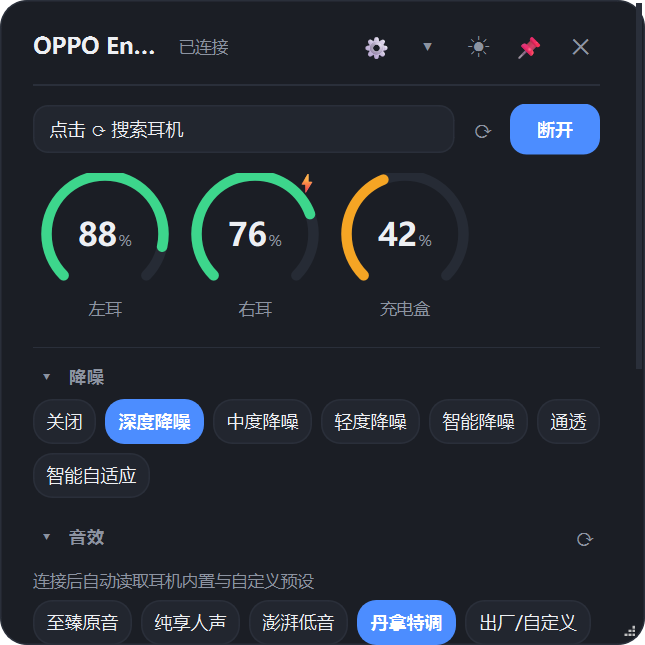 OPPO En... 已连接
点击 ⟳ 搜索耳机 断开
88% 76% 42%
左耳 右耳 充电盒
降噪
关闭 深度降噪 中度降噪 轻度降噪 智能降噪 通透
智能自适应
音效
连接后自动读取耳机内置与自定义预设
至臻原音 纯享人声 澎湃低音 丹拿特调 出厂/自定义